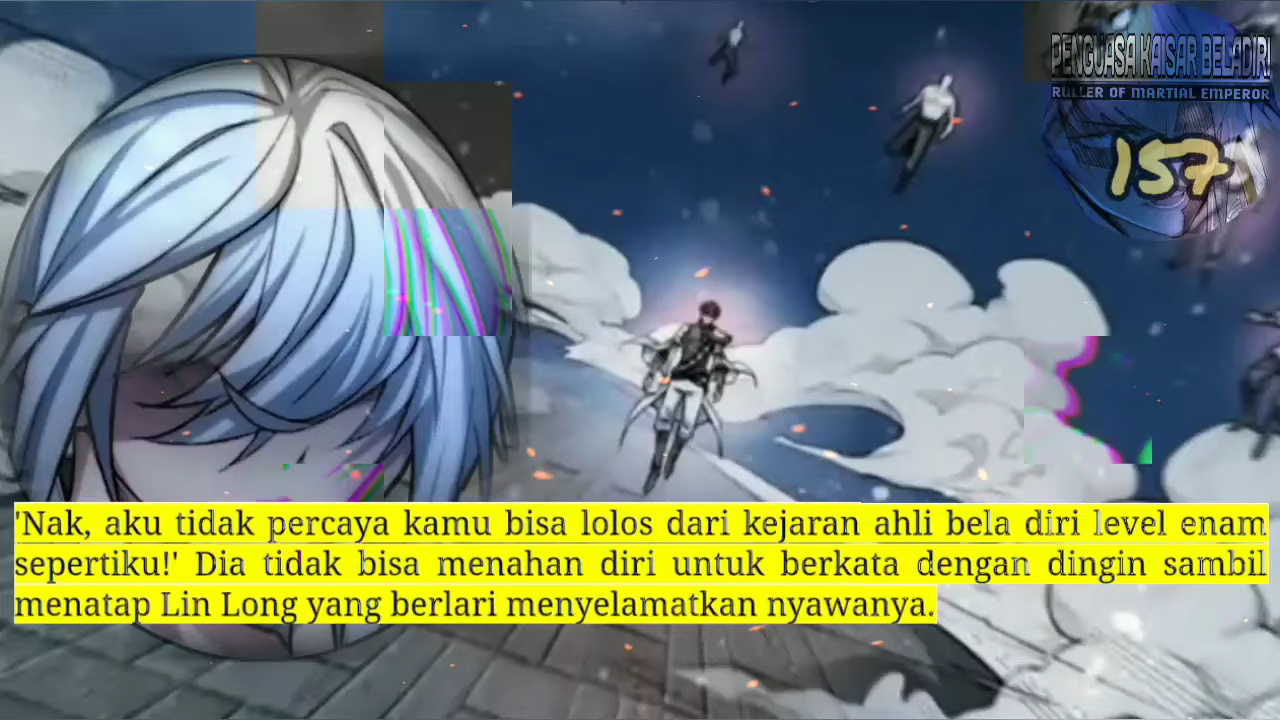 PENGUASA KAISAR BELADIRI
RULLER OF MARTIAL EMPEROR
157
'Nak, aku tidak percaya kamu bisa lolos dari kejaran ahli bela diri level enam
sepertiku!' Dia tidak bisa menahan diri untuk berkata dengan dingin sambil
menatap Lin Long yang berlari menyelamatkan nyawanya.